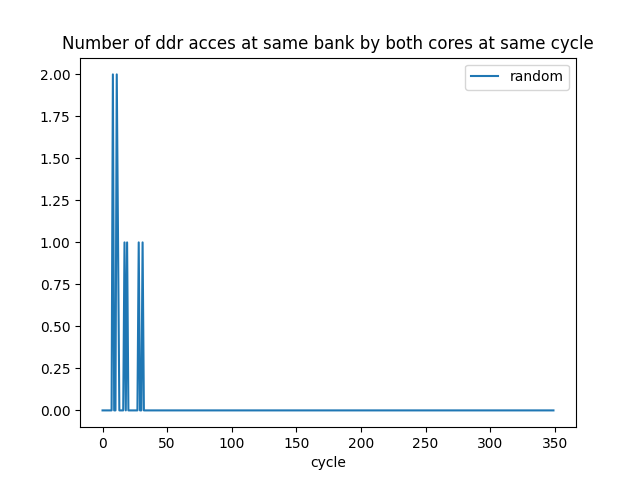 Number of ddr acces at same bank by both cores at same cycle
random
2.00
1.75
1.50
1.25
1.00
0.75
0.50
0.25
0.00
0 50 100 150 200 250 300 350
cycle